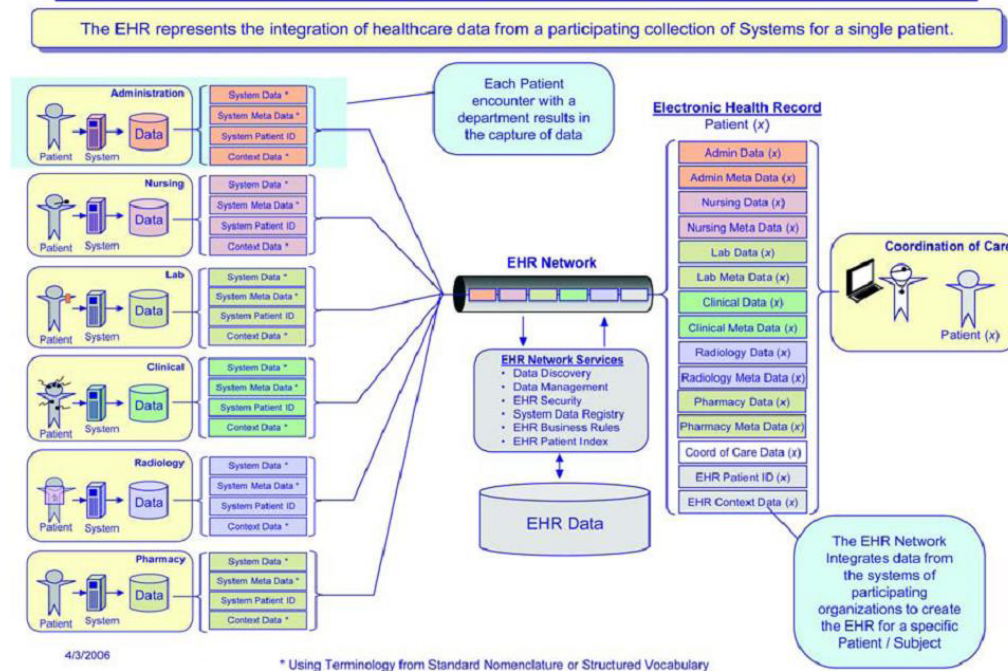 The EHR represents the integration of healthcare data from a participating collection of Systems for a single patient.
Administration
Patient
System
Data
System Data *
System Meta Data *
System Patient ID
Context Data *
Nursing
Patient
System
Data
System Data *
System Meta Data *
System Patient ID
Context Data *
Lab
Patient
System
Data
System Data *
System Meta Data *
System Patient ID
Context Data *
Clinical
Patient
System
Data
System Data *
System Meta Data *
System Patient ID
Context Data *
Radiology
Patient
System
Data
System Data *
System Meta Data *
System Patient ID
Context Data *
Pharmacy
Patient
System
Data
System Data *
System Meta Data *
System Patient ID
Context Data *
Each Patient
encounter with a
department results in
the capture of data
EHR Network
EHR Network Services
• Data Discovery
• Data Management
• EHR Security
• System Data Registry
• EHR Business Rules
• EHR Patient Index
EHR Data
Electronic Health Record
Patient (x)
Admin Data (x)
Admin Meta Data (x)
Nursing Data (x)
Nursing Meta Data (x)
Lab Data (x)
Lab Meta Data (x)
Clinical Data (x)
Clinical Meta Data (x)
Radiology Data (x)
Radiology Meta Data (x)
Pharmacy Data (x)
Pharmacy Meta Data (x)
Coord of Care Data (x)
EHR Patient ID (x)
EHR Context Data (x)
Coordination of Care
Patient (x)
The EHR Network
Integrates data from
the systems of
participating
organizations to create
the EHR for a specific
Patient / Subject
4/3/2006
* Using Terminology from Standard Nomenclature or Structured Vocabulary